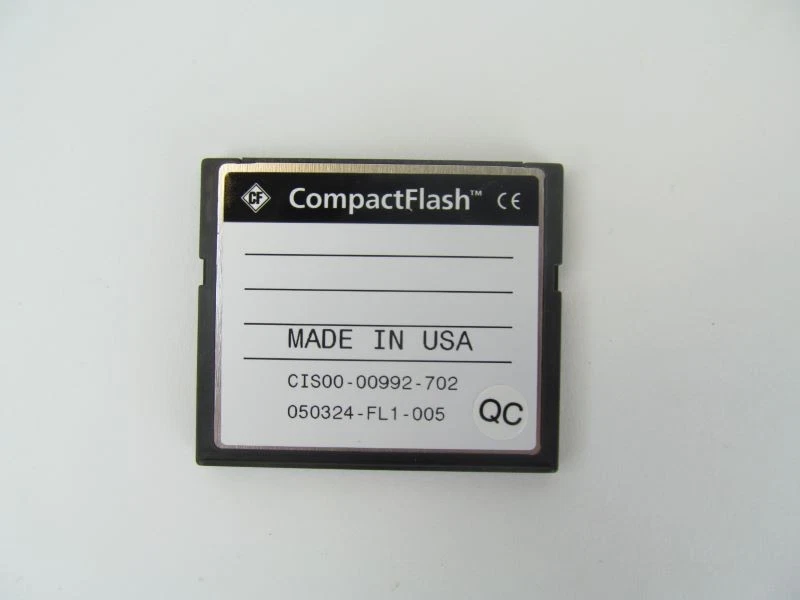 CF CompactFlash™ CE
MADE IN USA
CIS00-00992-702
050324-FL1-005
QC